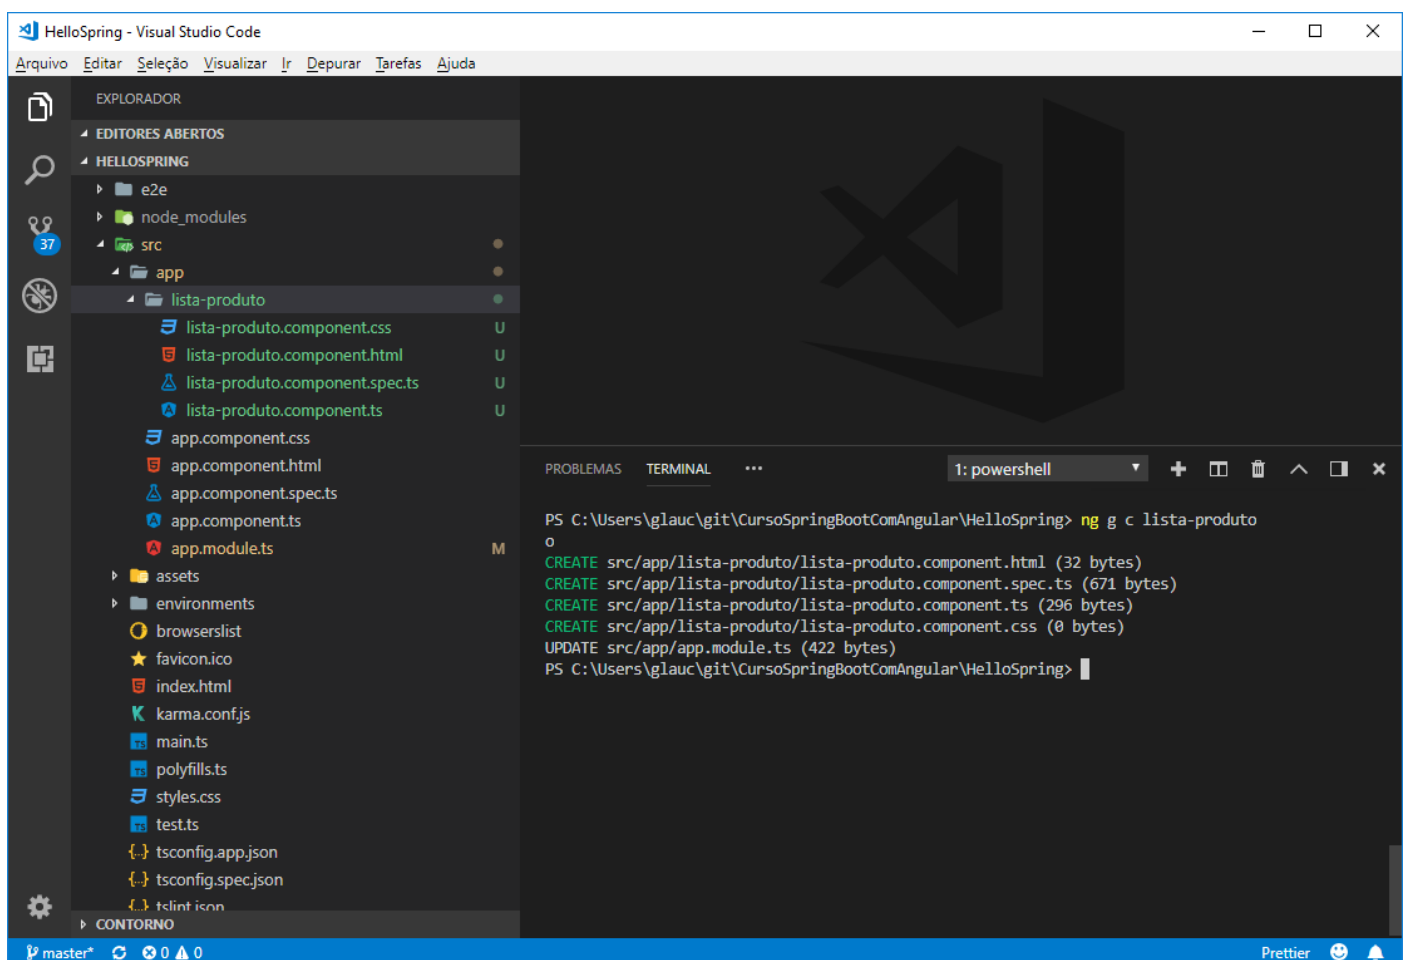 HelloSpring - Visual Studio Code
Arquivo Editar Seleção Visualizar Ir Depurar Tarefas Ajuda
EXPLORADOR
EDITORES ABERTOS
HELLOSPRING
e2e
node_modules
37
src
app
lista-produto
lista-produto.component.css U
lista-produto.component.html U
lista-produto.component.spec.ts U
lista-produto.component.ts U
app.component.css
app.component.html
app.component.spec.ts
app.component.ts
app.module.ts M
assets
environments
browserslist
favicon.ico
index.html
karma.conf.js
main.ts
polyfills.ts
styles.css
test.ts
tsconfig.app.json
tsconfig.spec.json
tslint.json
CONTORNO
PROBLEMAS TERMINAL ••• 1: powershell
PS C:\Users\glauc\git\CursoSpringBootComAngular\HelloSpring> ng g c lista-produto
o
CREATE src/app/lista-produto/lista-produto.component.html (32 bytes)
CREATE src/app/lista-produto/lista-produto.component.spec.ts (671 bytes)
CREATE src/app/lista-produto/lista-produto.component.ts (296 bytes)
CREATE src/app/lista-produto/lista-produto.component.css (0 bytes)
UPDATE src/app/app.module.ts (422 bytes)
PS C:\Users\glauc\git\CursoSpringBootComAngular\HelloSpring>
master* 0 0 Prettier